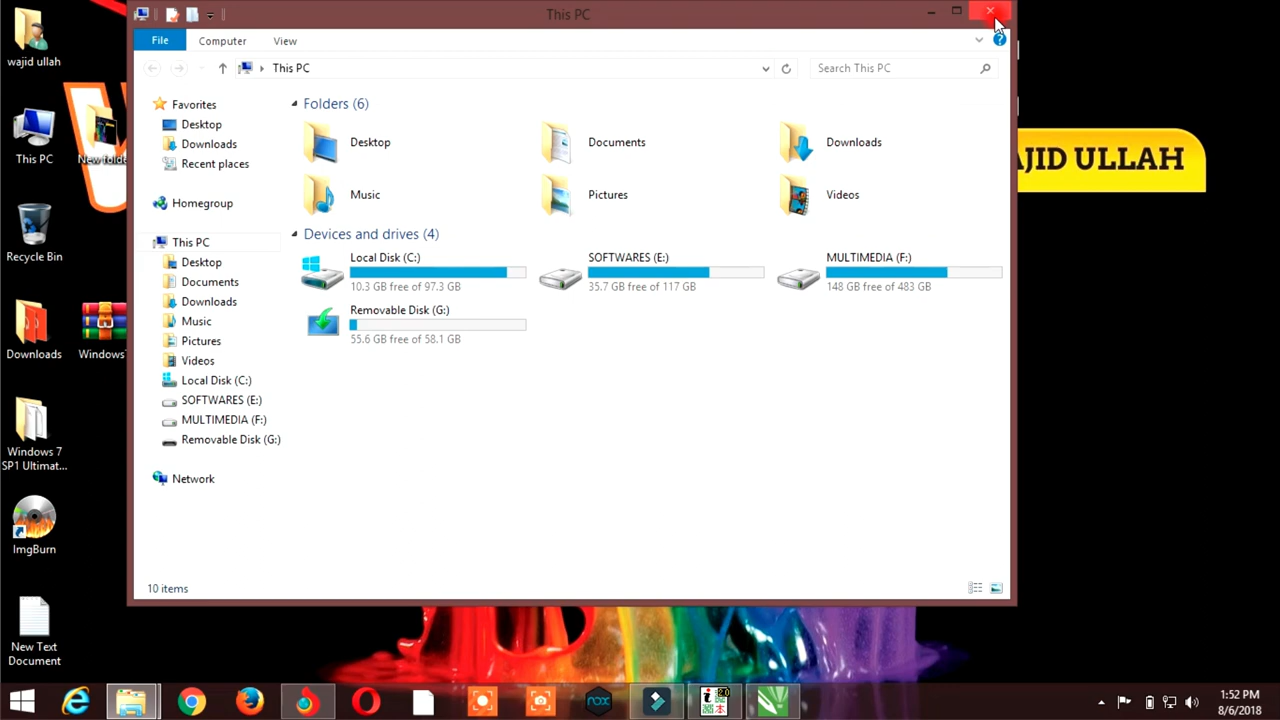 This PC
File
Computer
View
This PC
Search This PC
Favorites
Desktop
Downloads
Recent places
Homegroup
This PC
Desktop
Documents
Downloads
Music
Pictures
Videos
Local Disk (C:)
SOFTWARES (E:)
MULTIMEDIA (F:)
Removable Disk (G:)
Network
Folders (6)
Desktop
Documents
Downloads
Music
Pictures
Videos
Devices and drives (4)
Local Disk (C:)
10.3 GB free of 97.3 GB
SOFTWARES (E:)
35.7 GB free of 117 GB
MULTIMEDIA (F:)
148 GB free of 483 GB
Removable Disk (G:)
55.6 GB free of 58.1 GB
10 items
wajid ullah
This PC
New folde
Recycle Bin
Downloads
Windows
Windows 7
SP1 Ultimat...
ImgBurn
New Text
Document
AJID ULLAH
nox
2.0
1:52 PM
8/6/2018